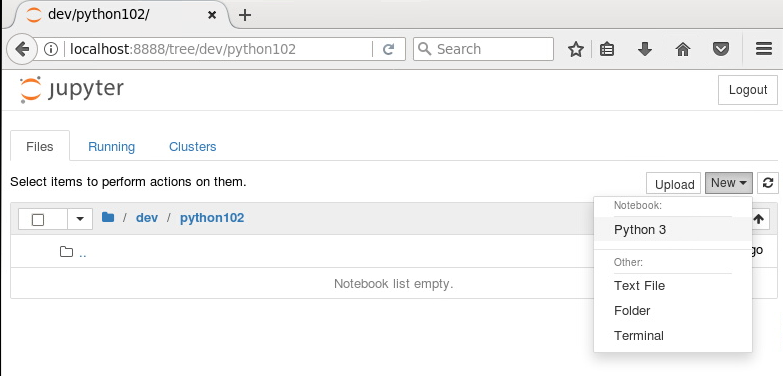 dev/python102/
localhost:8888/tree/dev/python102
Search
jupyter
Logout
Files Running Clusters
Select items to perform actions on them.
Upload New
/ dev / python102
Notebook:
Python 3
..
go
Other:
Notebook list empty.
Text File
Folder
Terminal